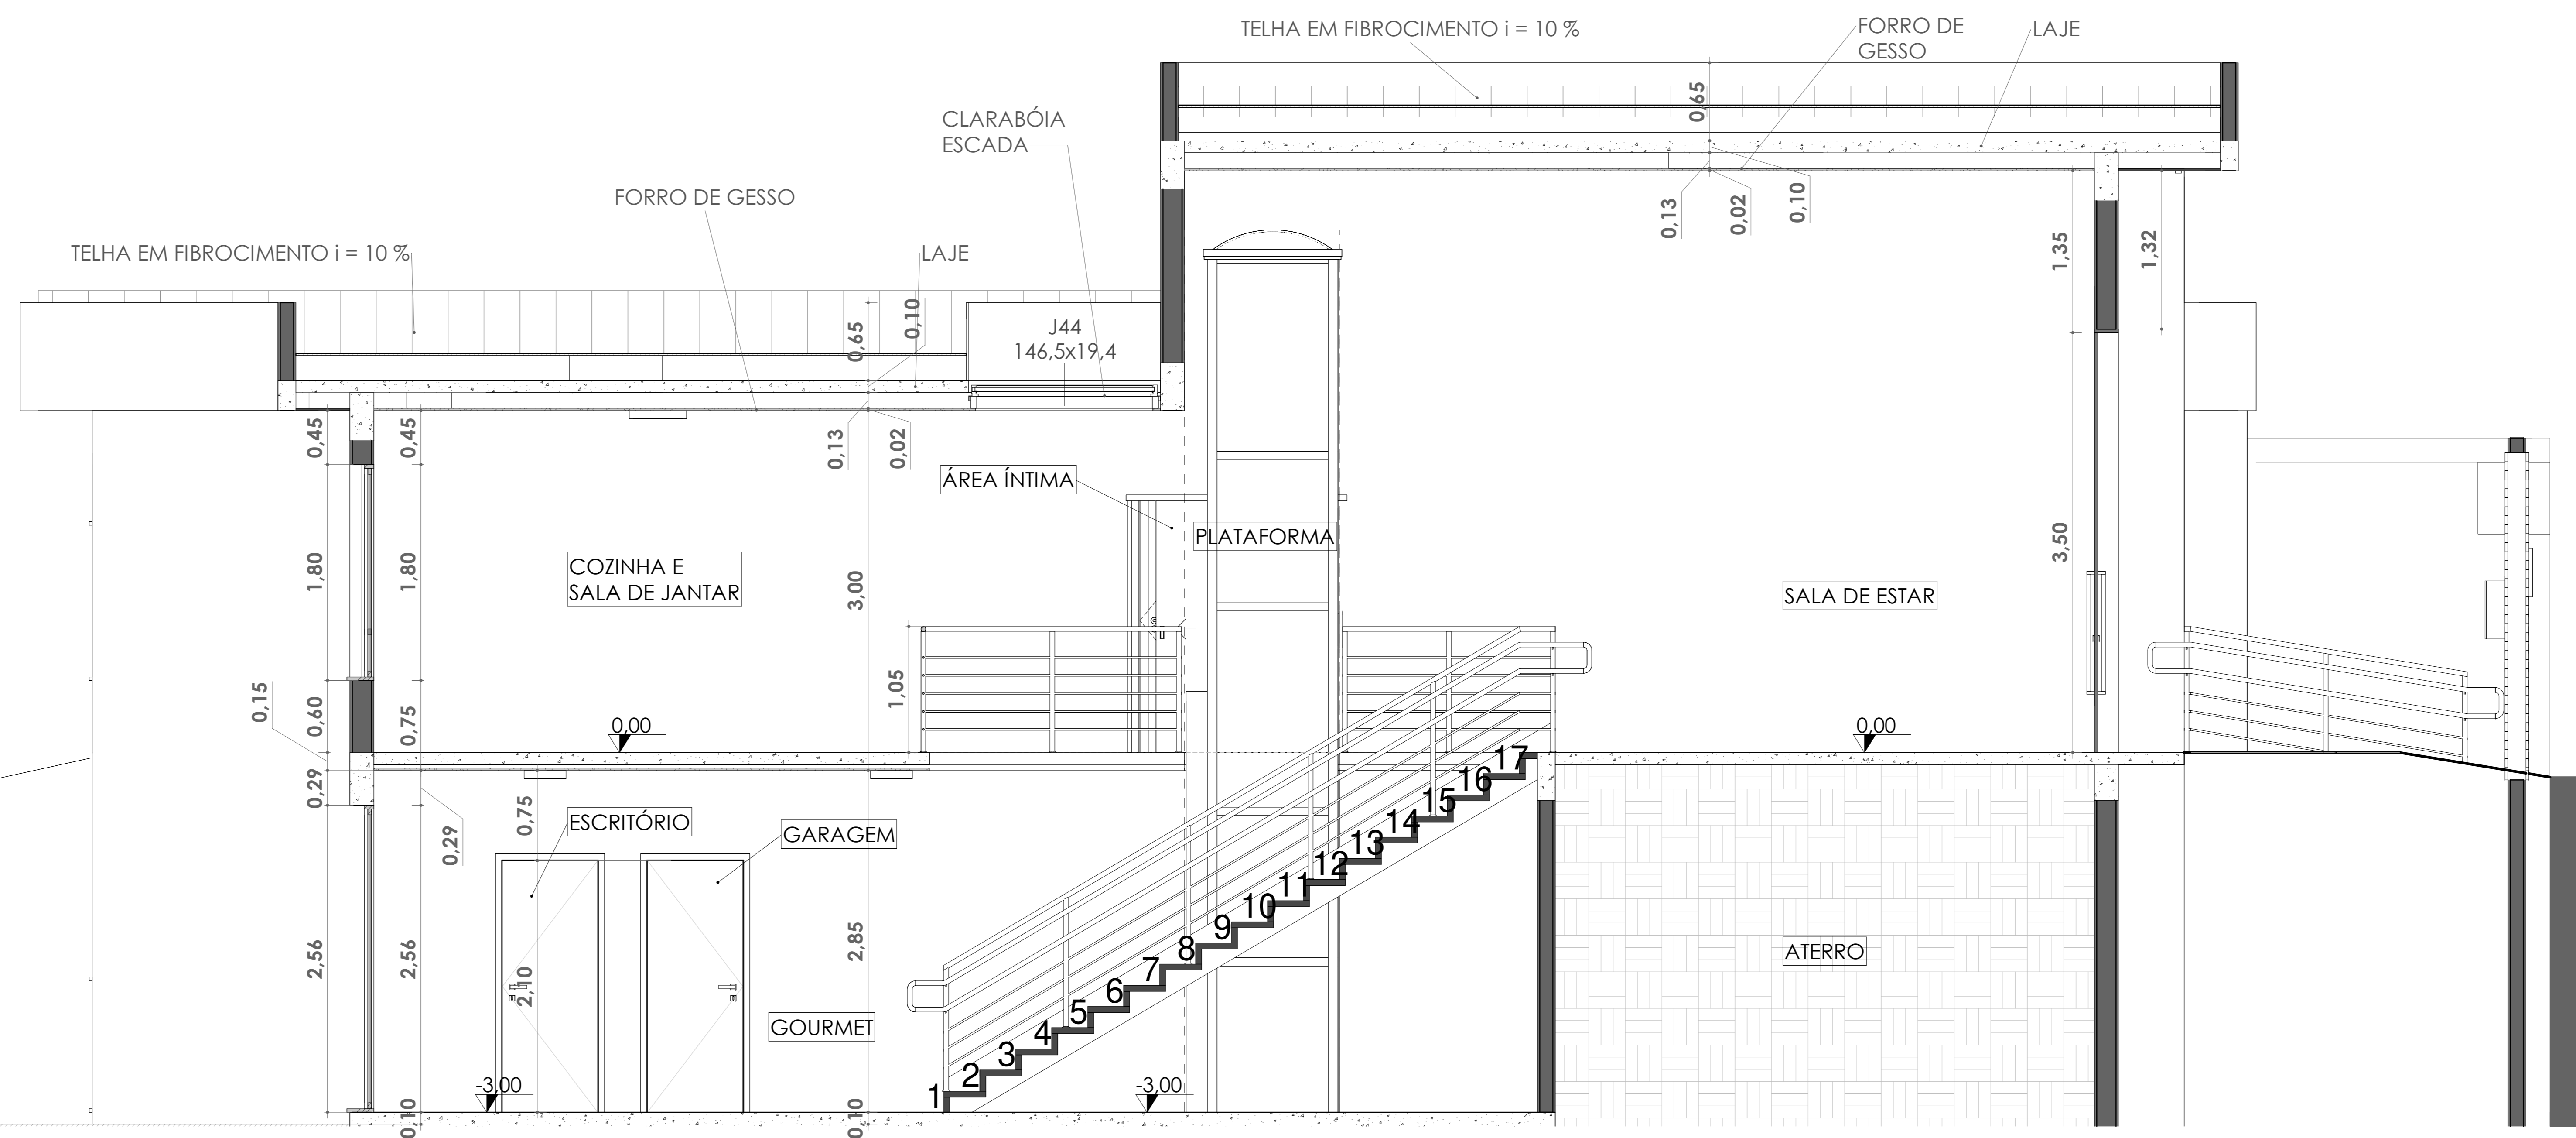 TELHA EM FIBROCIMENTO i = 10 %
FORRO DE
GESSO
LAJE
0,65
CLARABÓIA
ESCADA
0,13
0,02
0,10
FORRO DE GESSO
TELHA EM FIBROCIMENTO i = 10 %
LAJE
1,35
1,32
0,65
0,10
J44
146,5x19,4
0,45
0,45
0,13
0,02
ÁREA ÍNTIMA
PLATAFORMA
1,80
1,80
COZINHA E
SALA DE JANTAR
3,00
3,50
SALA DE ESTAR
0,15
0,60
0,75
1,05
0,00
0,00
0,29
0,29
0,75
ESCRITÓRIO
GARAGEM
17
16
15
14
13
12
11
10
9
8
7
6
5
4
3
2
1
2,56
2,56
2,10
2,85
GOURMET
ATERRO
-3,00
-3,00
0,10
0,10